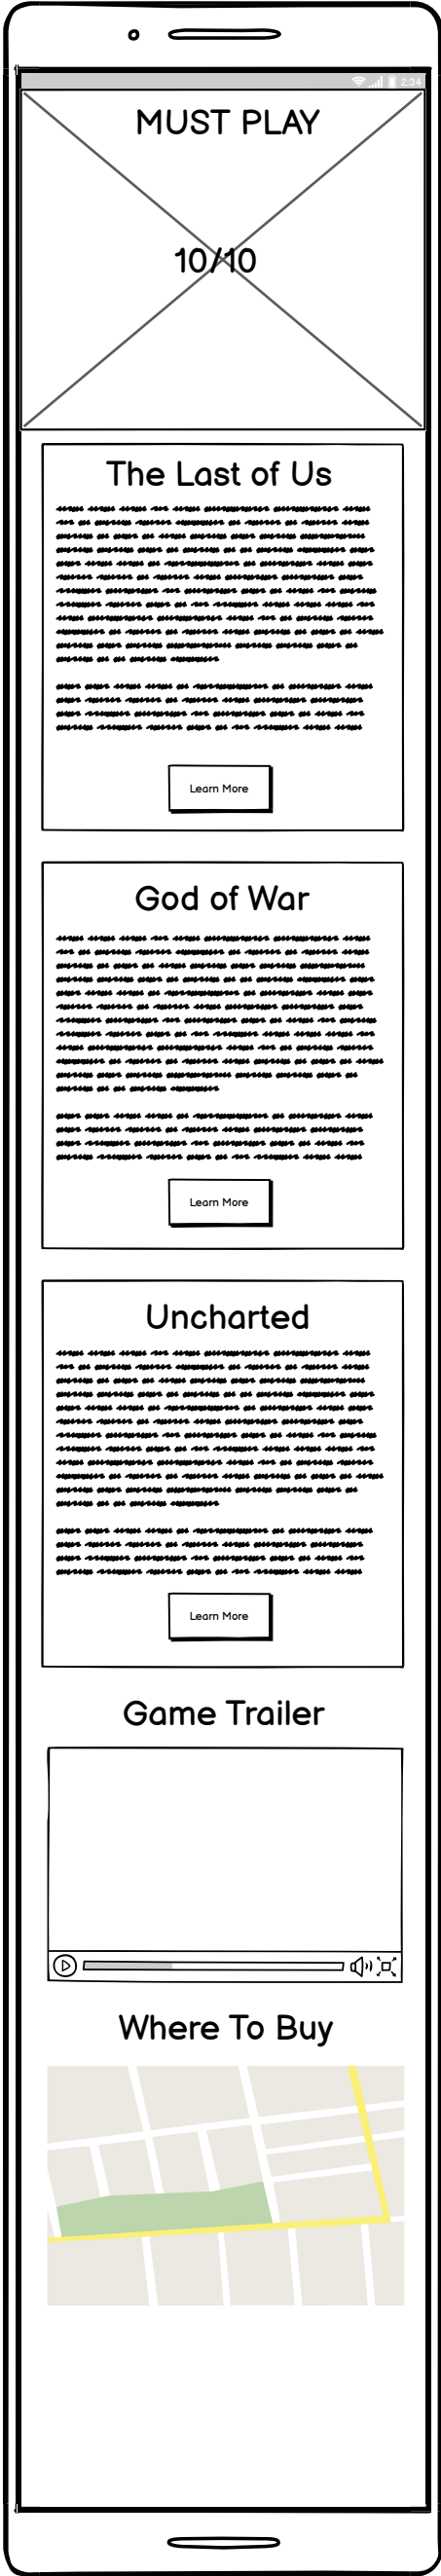 2:34
MUST PLAY
10/10
The Last of Us
Learn More
God of War
Learn More
Uncharted
Learn More
Game Trailer
Where To Buy